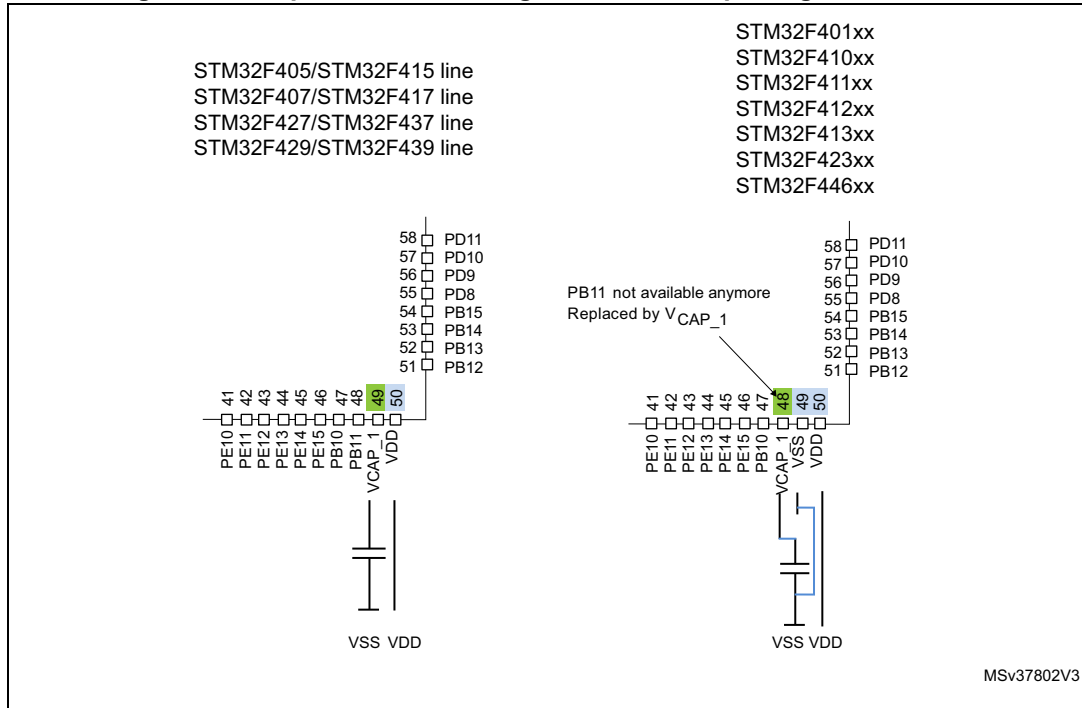 STM32F405/STM32F415 line
STM32F407/STM32F417 line
STM32F427/STM32F437 line
STM32F429/STM32F439 line
58 PD11
57 PD10
56 PD9
55 PD8
54 PB15
53 PB14
52 PB13
51 PB12
41 42 43 44 45 46 47 48 49 50
PE10 PE11 PE12 PE13 PE14 PE15 PB10 PB11 VCAP_1 VDD
VSS VDD
STM32F401xx
STM32F410xx
STM32F411xx
STM32F412xx
STM32F413xx
STM32F423xx
STM32F446xx
PB11 not available anymore
Replaced by VCAP_1
58 PD11
57 PD10
56 PD9
55 PD8
54 PB15
53 PB14
52 PB13
51 PB12
41 42 43 44 45 46 47 48 49 50
PE10 PE11 PE12 PE13 PE14 PE15 PB10 VCAP_1 VSS VDD
VSS VDD
MSv37802V3